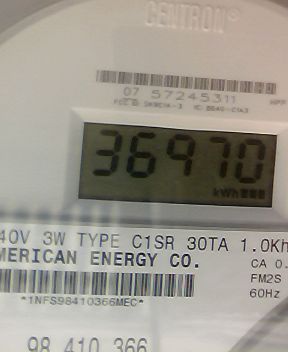 CENTRON®
07 57245311
36970
kWh
40V 3W TYPE C1SR 30TA 1.0Kh
MERICAN ENERGY CO.
CA 0.
FM2S
60Hz
*1NFS98410366MEC*
98 410 366